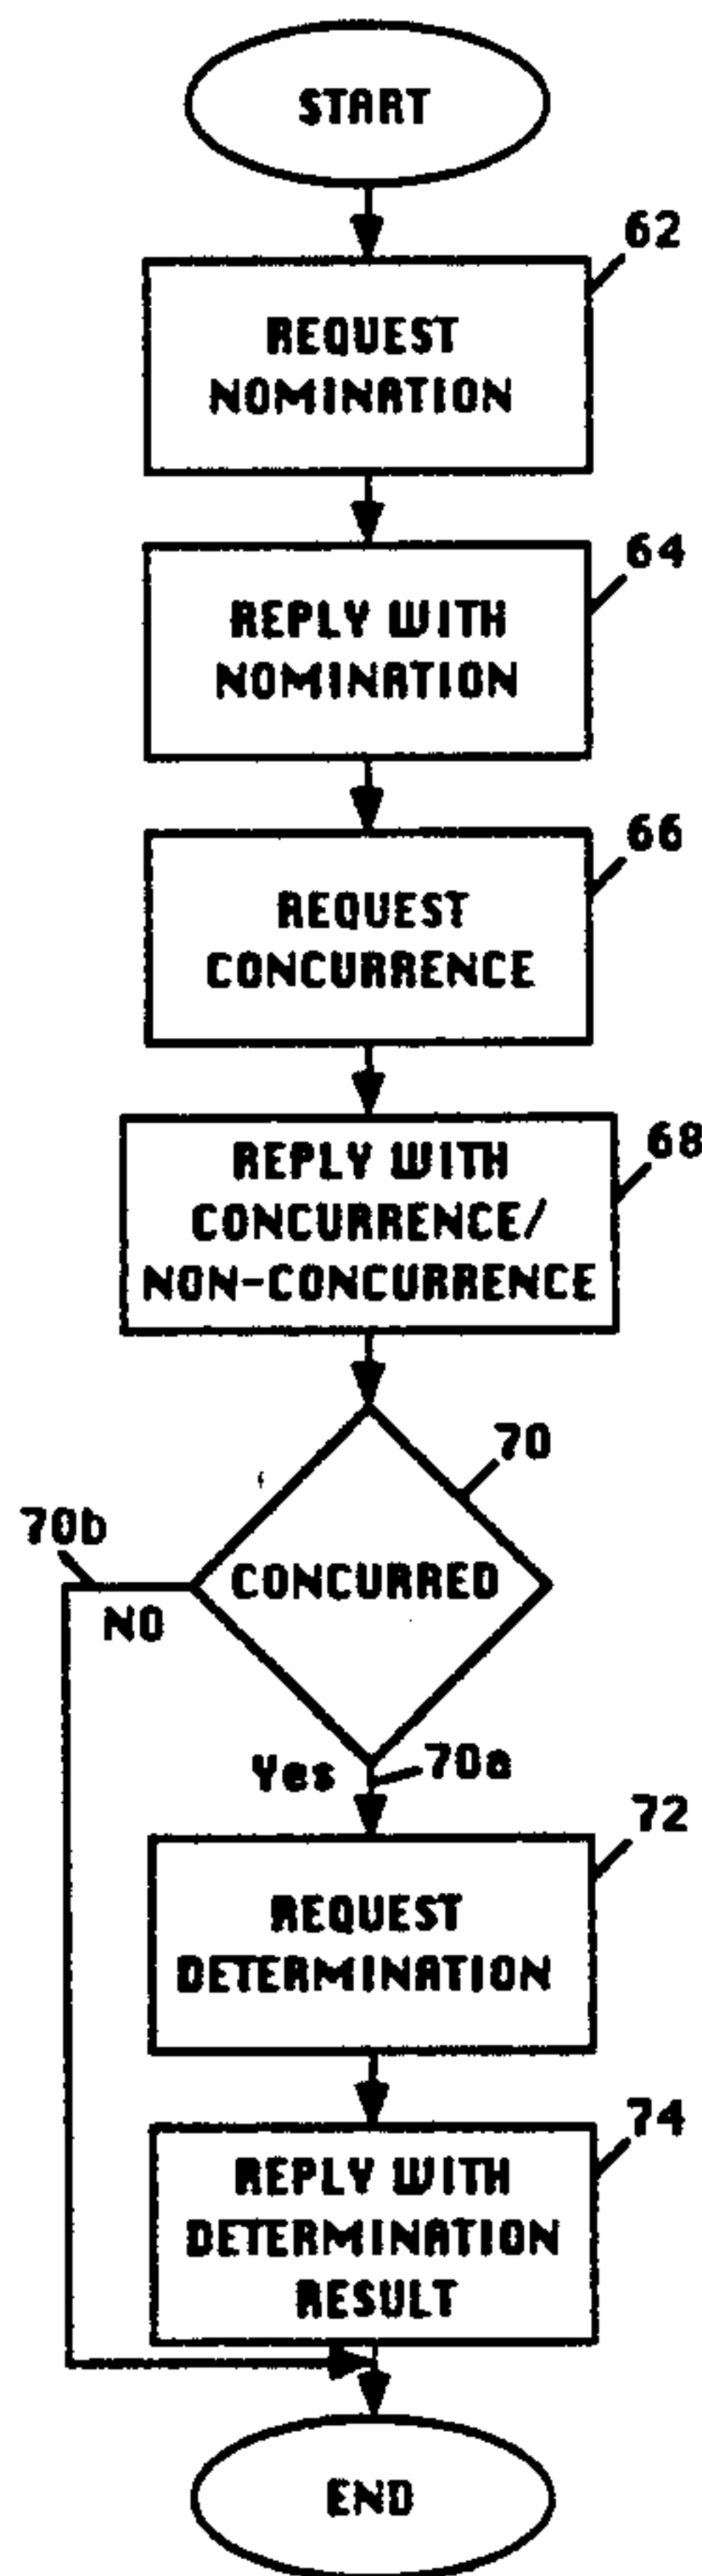 START
62
REQUEST
NOMINATION
64
REPLY WITH
NOMINATION
66
REQUEST
CONCURRENCE
68
REPLY WITH
CONCURRENCE/
NON-CONCURRENCE
70
70b
CONCURRED
NO
Yes
70a
72
REQUEST
DETERMINATION
74
REPLY WITH
DETERMINATION
RESULT
END